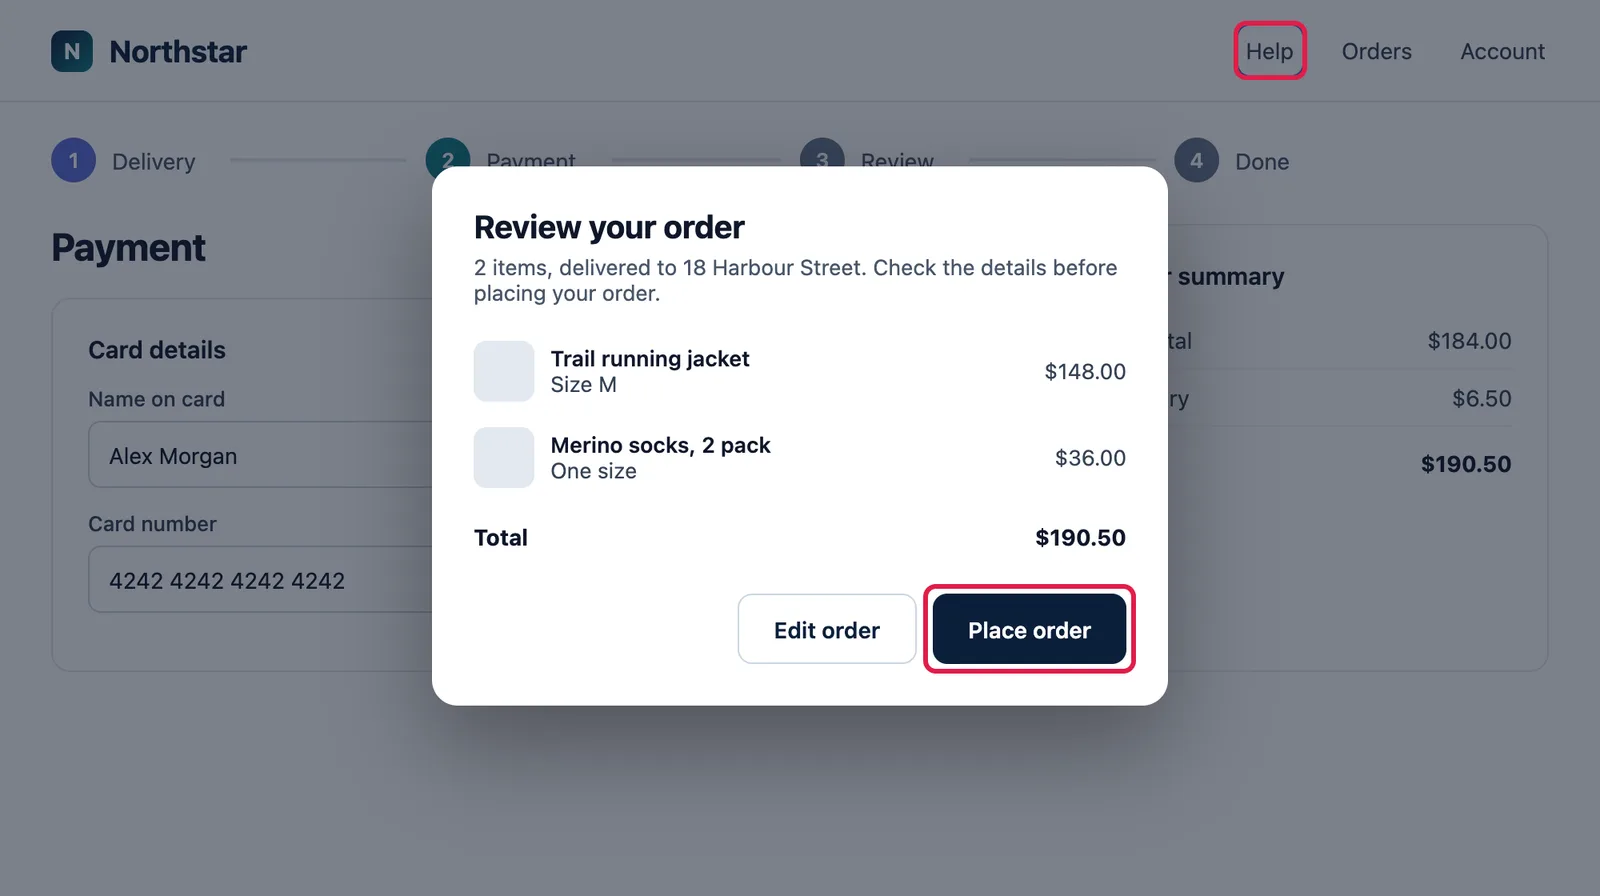 N Northstar
Help
Orders
Account
1 Delivery
2 Payment
3 Review
4 Done
Payment
Card details
Name on card
Alex Morgan
Card number
4242 4242 4242 4242
Review your order
2 items, delivered to 18 Harbour Street. Check the details before
placing your order.
Trail running jacket
Size M
$148.00
Merino socks, 2 pack
One size
$36.00
Total
$190.50
Edit order
Place order
summary
$184.00
$6.50
$190.50